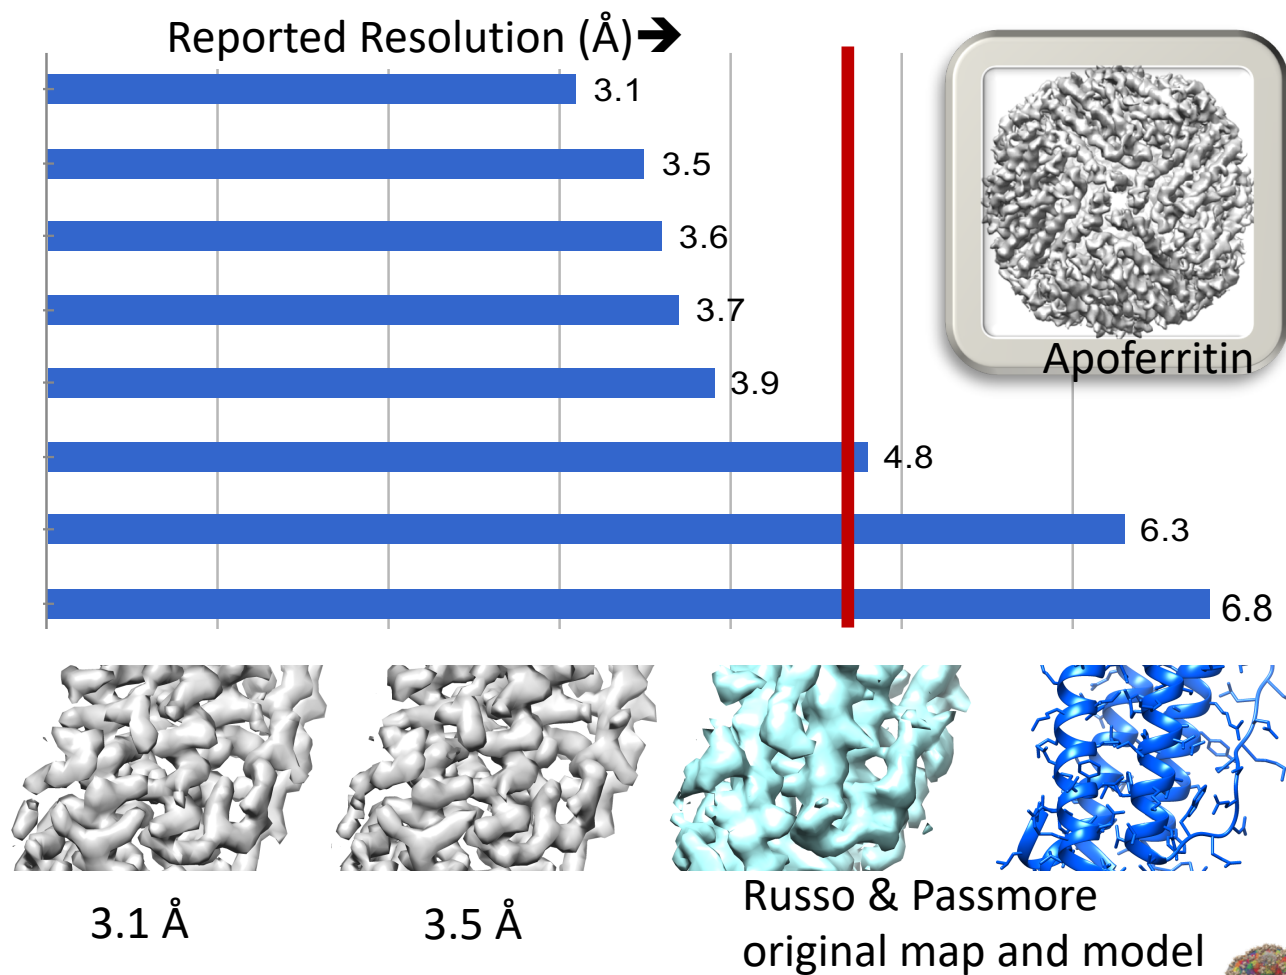 Reported Resolution (Å)➔
3.1
3.5
3.6
3.7
3.9
4.8
6.3
6.8
Apoferritin
3.1 Å
3.5 Å
Russo & Passmore
original map and model